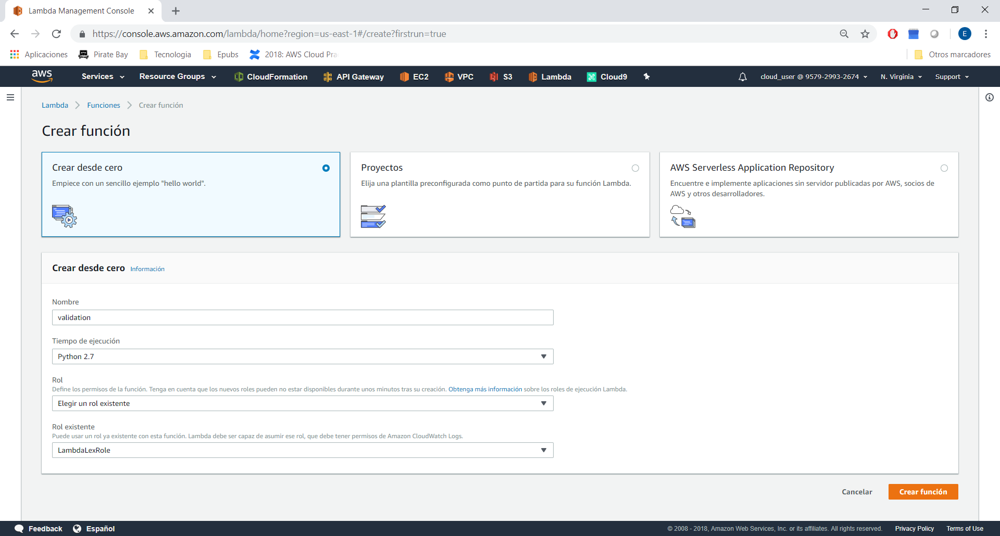 Lambda Management Console
https://console.aws.amazon.com/lambda/home?region=us-east-1#/create?firstrun=true
E
Aplicaciones Pirate Bay Tecnologia Epubs 2018: AWS Cloud Pra Otros marcadores
aws Services Resource Groups CloudFormation API Gateway EC2 VPC S3 Lambda Cloud9 cloud_user @ 9579-2993-2674 N. Virginia Support
Lambda Funciones Crear función
Crear función
Crear desde cero
Empiece con un sencillo ejemplo "hello world".
Proyectos
Elija una plantilla preconfigurada como punto de partida para su función Lambda.
AWS Serverless Application Repository
Encuentre e implemente aplicaciones sin servidor publicadas por AWS, socios de
AWS y otros desarrolladores.
Crear desde cero Información
Nombre
validation
Tiempo de ejecución
Python 2.7
Rol
Define los permisos de la función. Tenga en cuenta que los nuevos roles pueden no estar disponibles durante unos minutos tras su creación. Obtenga más información sobre los roles de ejecución Lambda.
Elegir un rol existente
Rol existente
Puede usar un rol ya existente con esta función. Lambda debe ser capaz de asumir ese rol, que debe tener permisos de Amazon CloudWatch Logs.
LambdaLexRole
Cancelar Crear función
Feedback Español © 2008 - 2018, Amazon Web Services, Inc. or its affiliates. All rights reserved. Privacy Policy Terms of Use